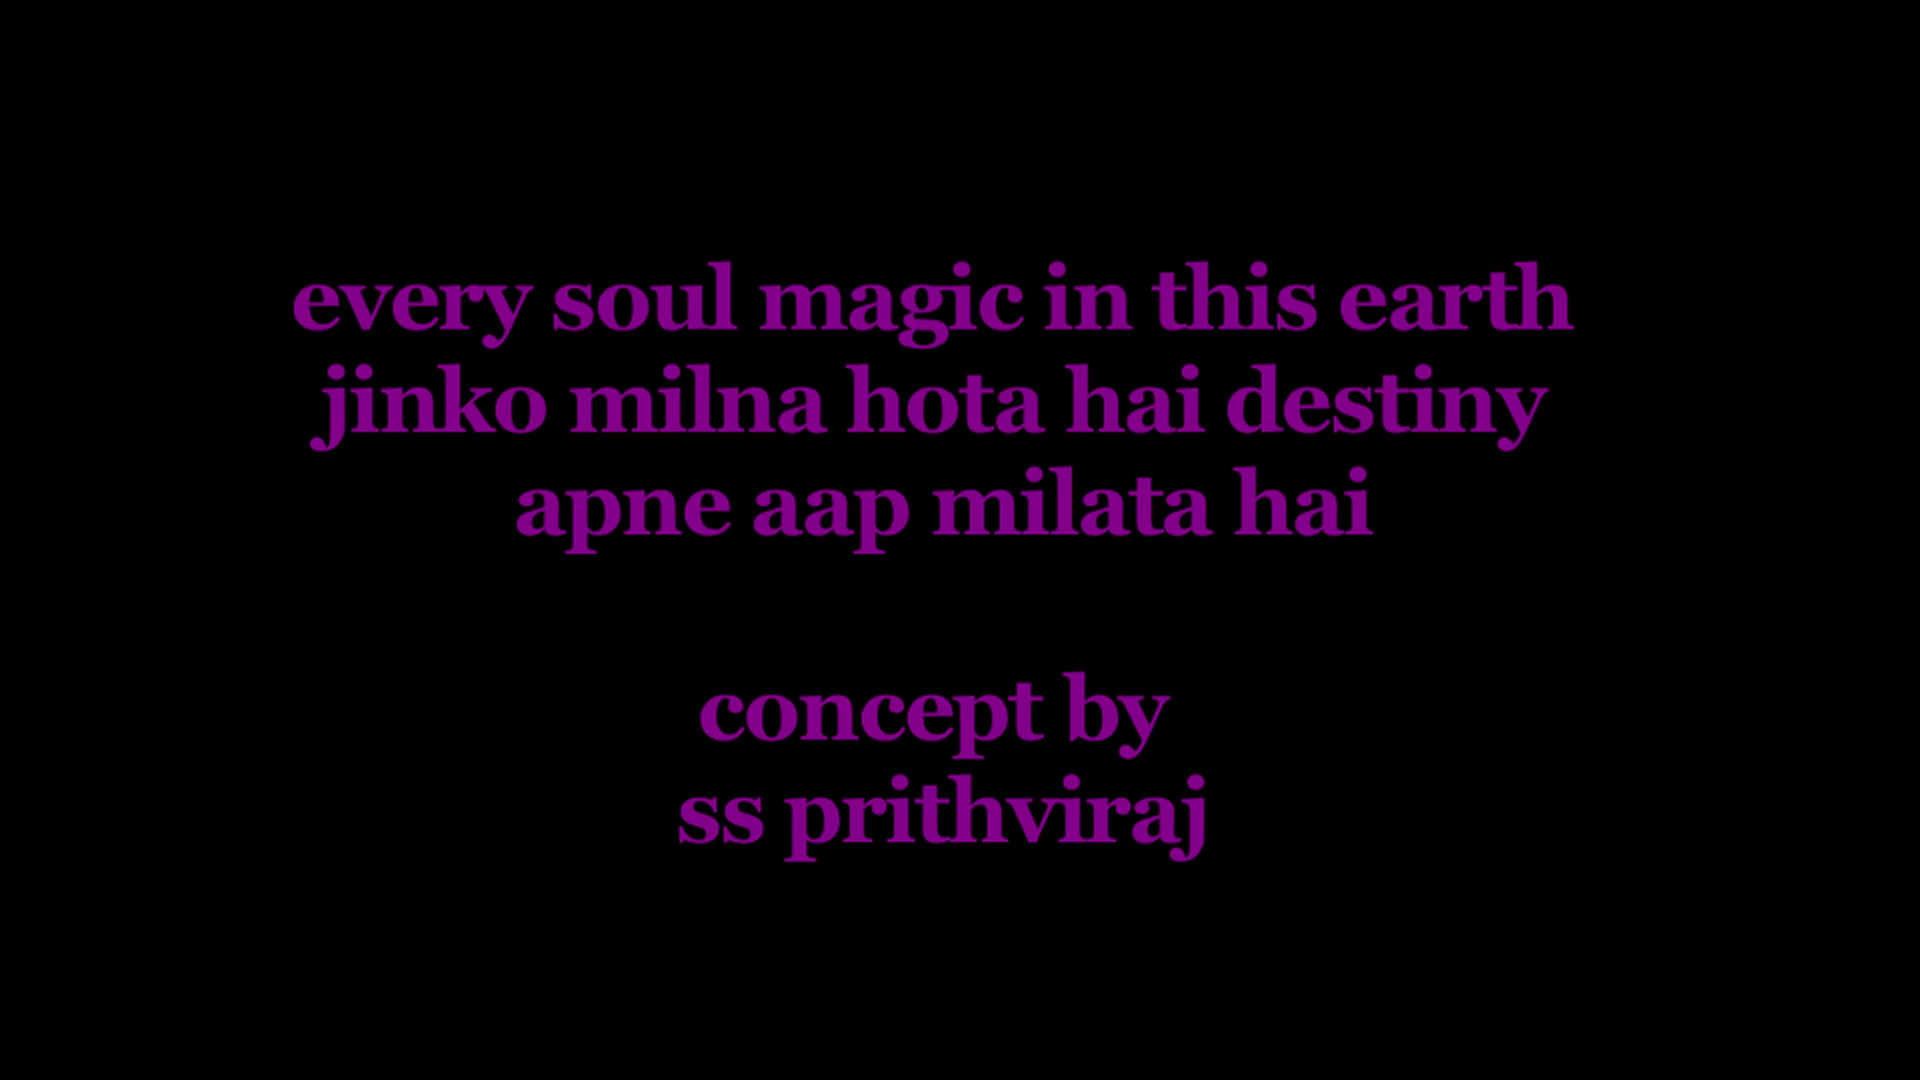 every soul magic in this earth
jinko milna hota hai destiny
apne aap milata hai
concept by
ss prithviraj